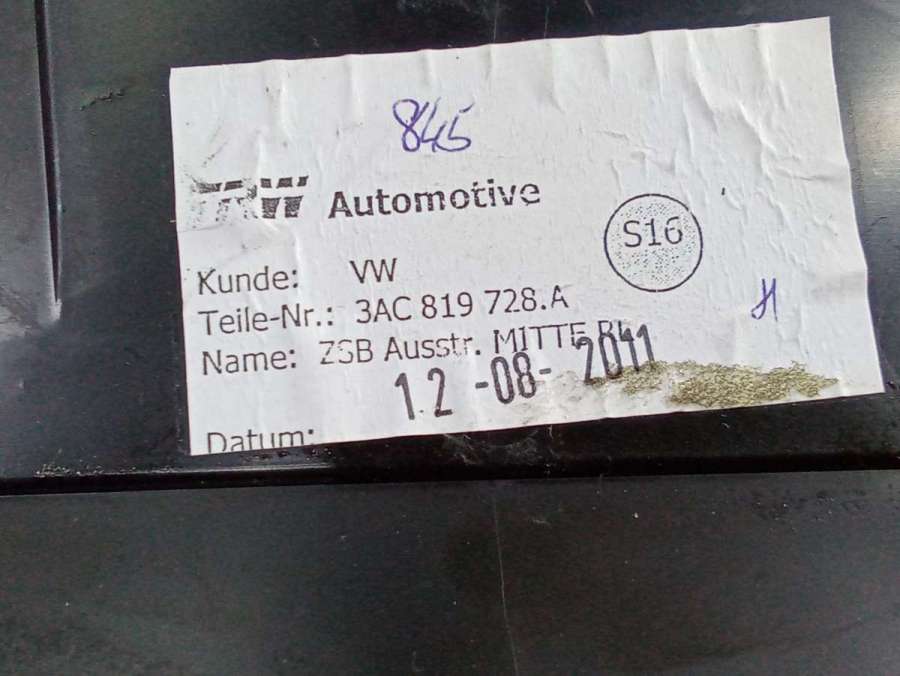 845
TRW Automotive
S16
Kunde: VW
Teile-Nr.: 3AC 819 728.A
H
Name: ZSB Ausstr. MITTE
12 -08- 2011
Datum: